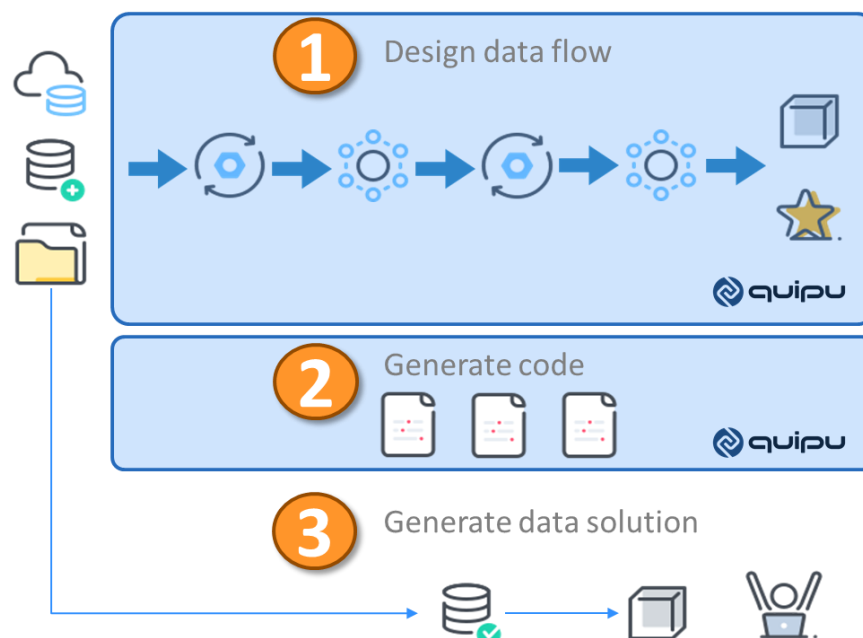 1
Design data flow
quipu
2
Generate code
quipu
3
Generate data solution